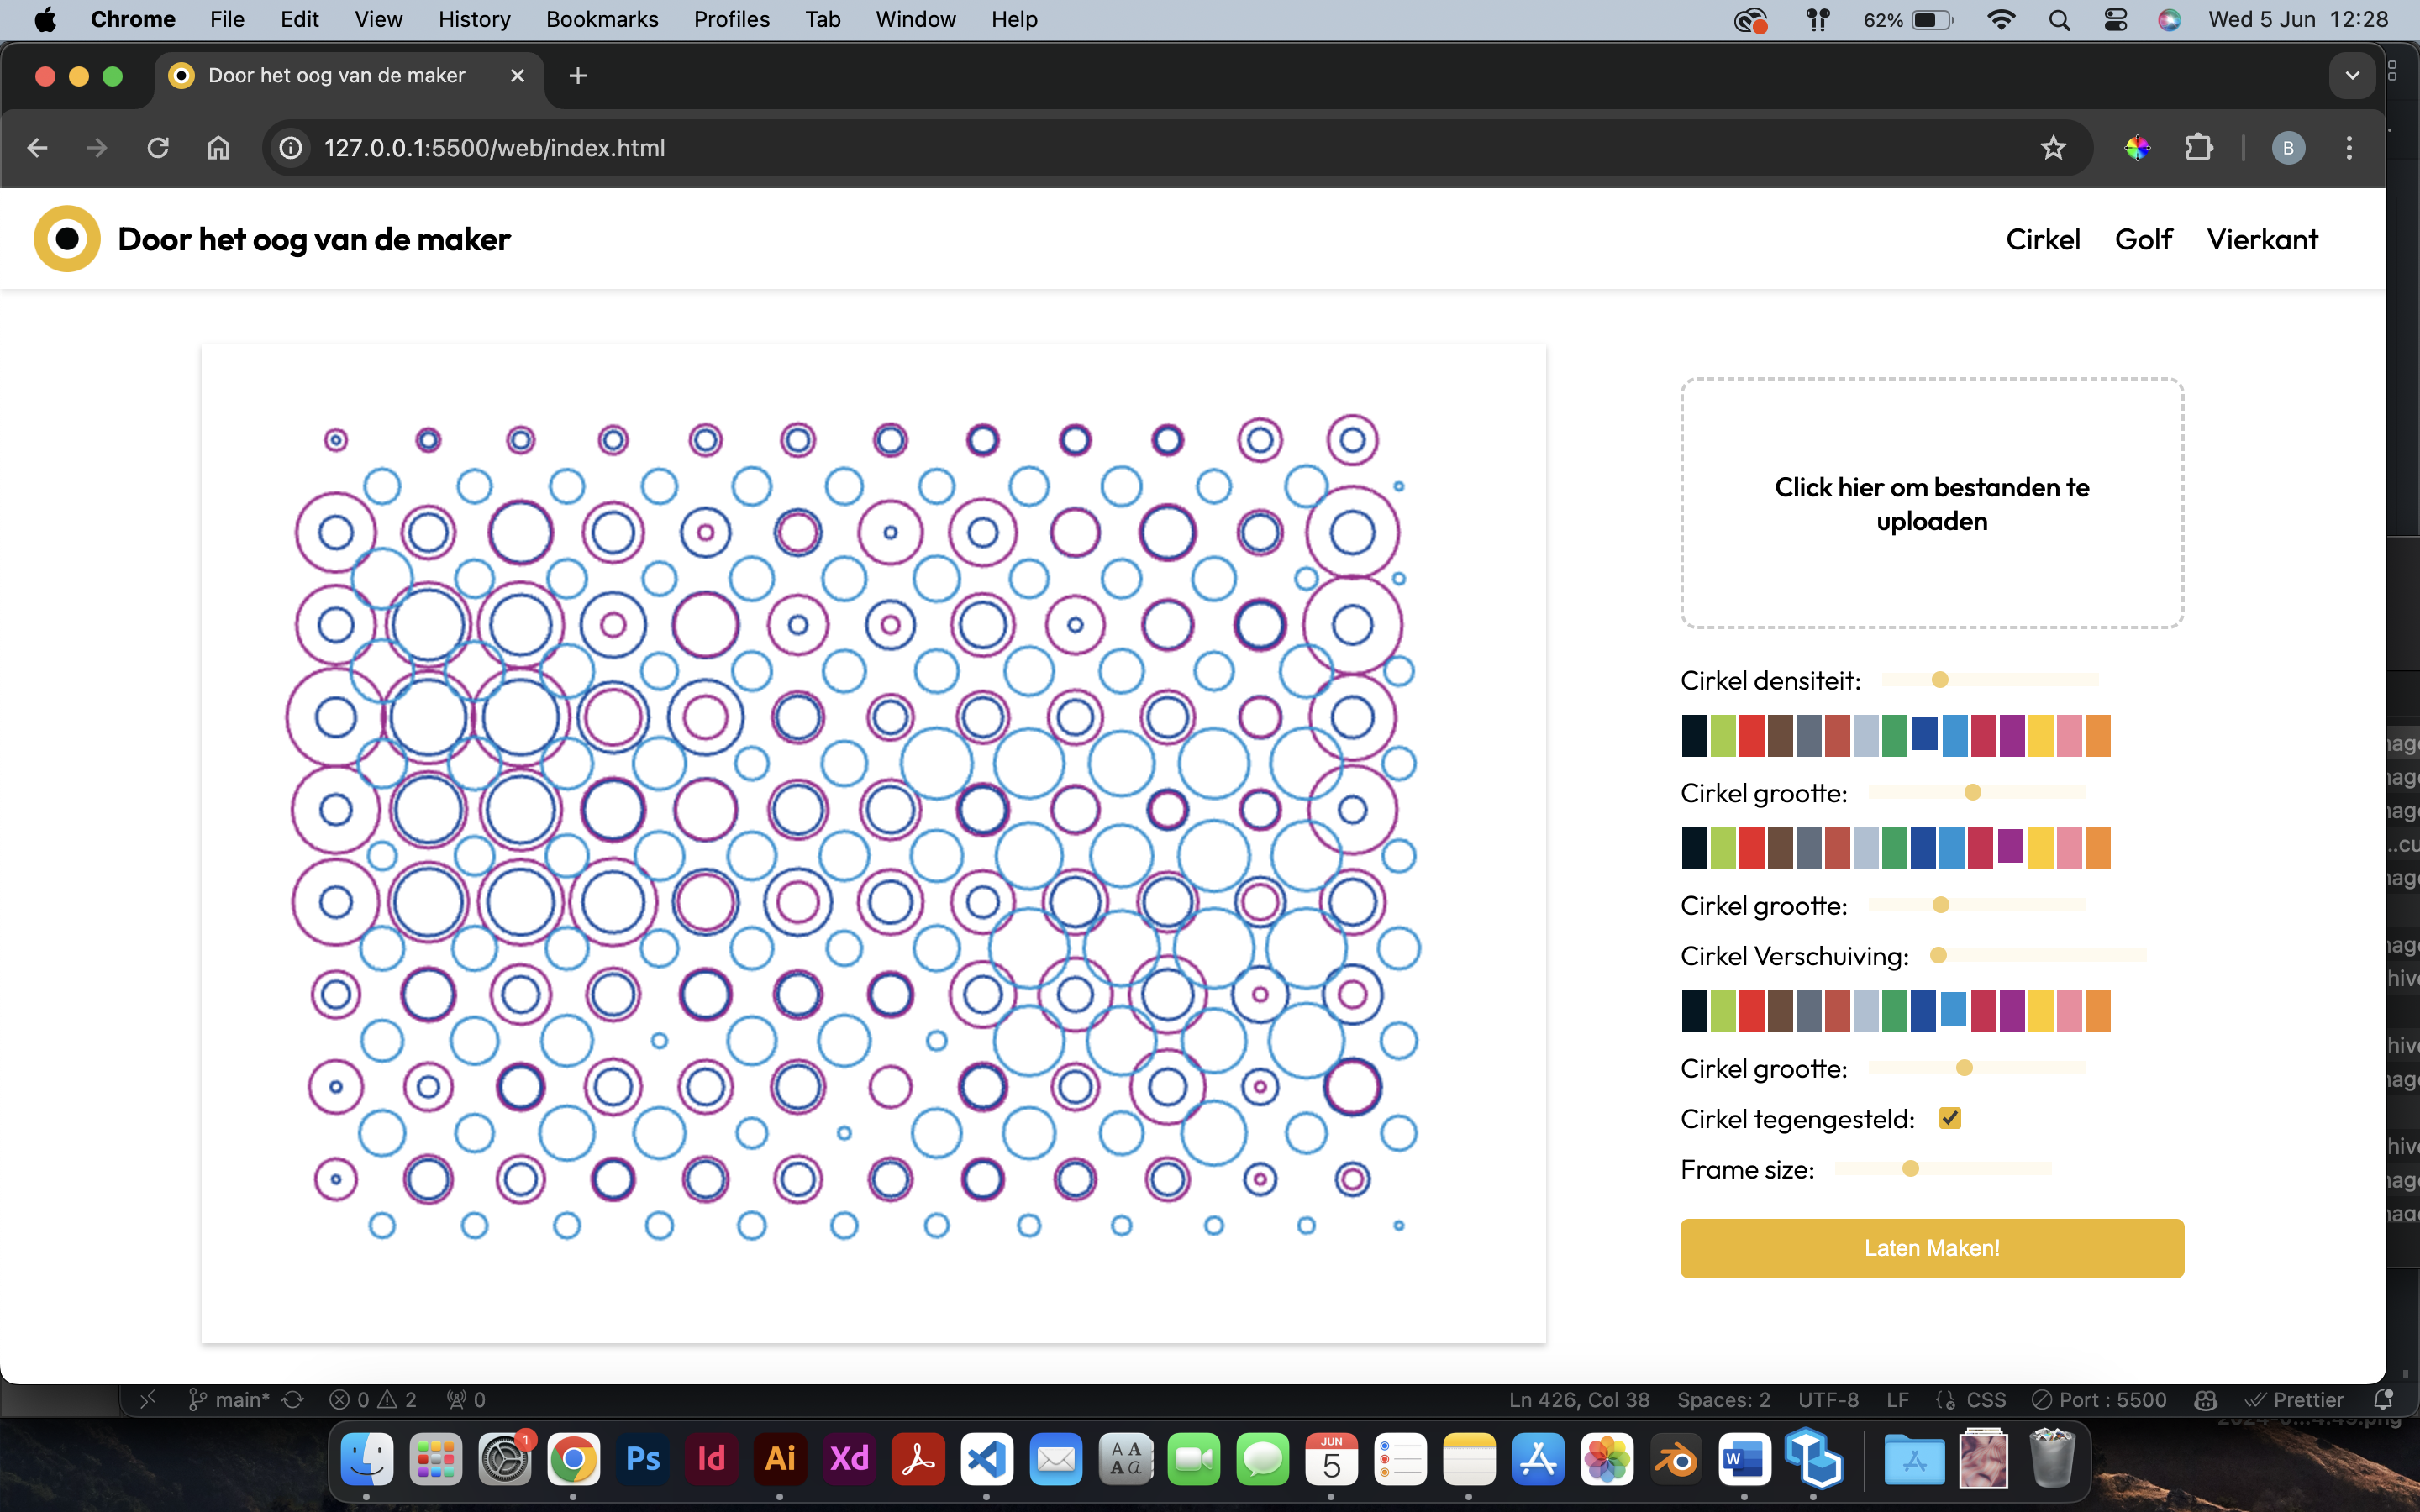 Chrome File Edit View History Bookmarks Profiles Tab Window Help 62% Wed 5 Jun 12:28
Door het oog van de maker
127.0.0.1:5500/web/index.html
B
Door het oog van de maker
Cirkel Golf Vierkant
Click hier om bestanden te
uploaden
Cirkel densiteit:
Cirkel grootte:
Cirkel grootte:
Cirkel Verschuiving:
Cirkel grootte:
Cirkel tegengesteld:
Frame size:
Laten Maken!
main* 0 2 0 Ln 426, Col 38 Spaces: 2 UTF-8 LF CSS Port : 5500 Prettier
1
Ps Id Ai Xd
JUN
5
W